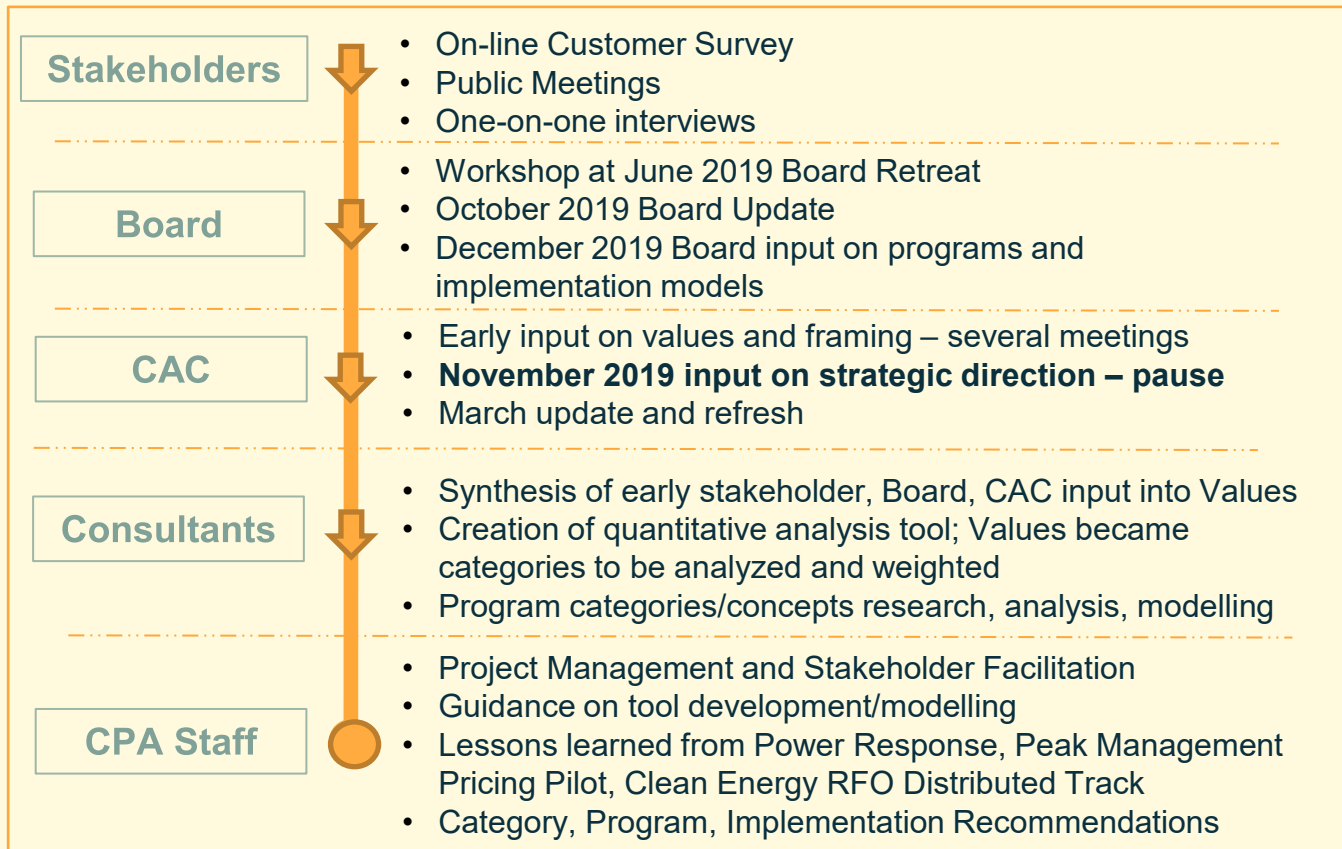 Stakeholders
• On-line Customer Survey
• Public Meetings
• One-on-one interviews
Board
• Workshop at June 2019 Board Retreat
• October 2019 Board Update
• December 2019 Board input on programs and
implementation models
CAC
• Early input on values and framing – several meetings
• November 2019 input on strategic direction – pause
• March update and refresh
Consultants
• Synthesis of early stakeholder, Board, CAC input into Values
• Creation of quantitative analysis tool; Values became
categories to be analyzed and weighted
• Program categories/concepts research, analysis, modelling
CPA Staff
• Project Management and Stakeholder Facilitation
• Guidance on tool development/modelling
• Lessons learned from Power Response, Peak Management
Pricing Pilot, Clean Energy RFO Distributed Track
• Category, Program, Implementation Recommendations